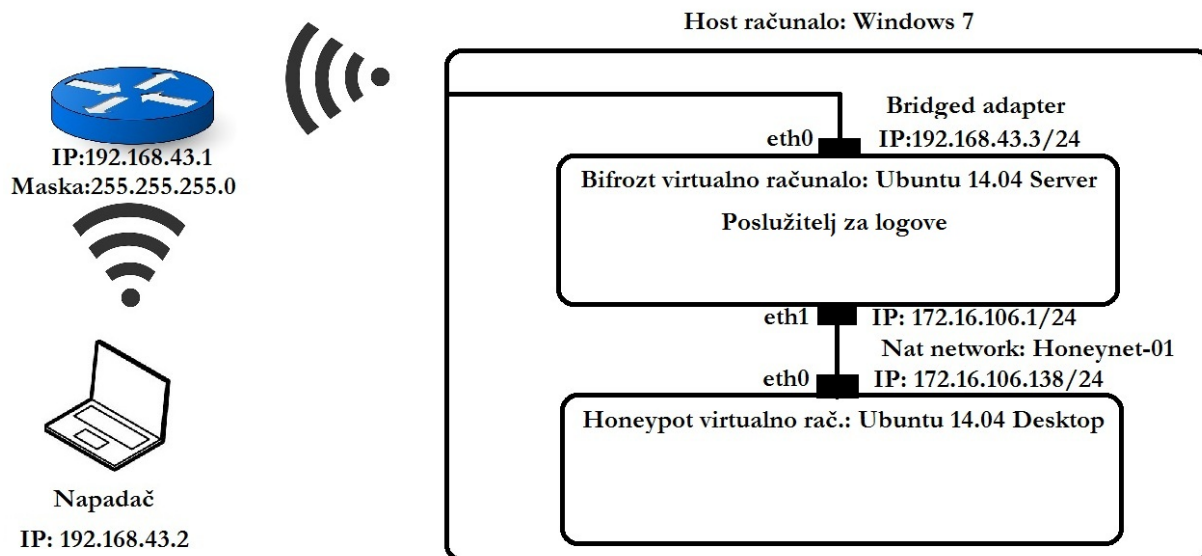 Host računalo: Windows 7
IP:192.168.43.1
Maska:255.255.255.0
Bridged adapter
eth0
IP:192.168.43.3/24
Bifrozt virtualno računalo: Ubuntu 14.04 Server
Poslužitelj za logove
eth1
IP: 172.16.106.1/24
Nat network: Honeynet-01
eth0
IP: 172.16.106.138/24
Honeypot virtualno rač.: Ubuntu 14.04 Desktop
Napadač
IP: 192.168.43.2